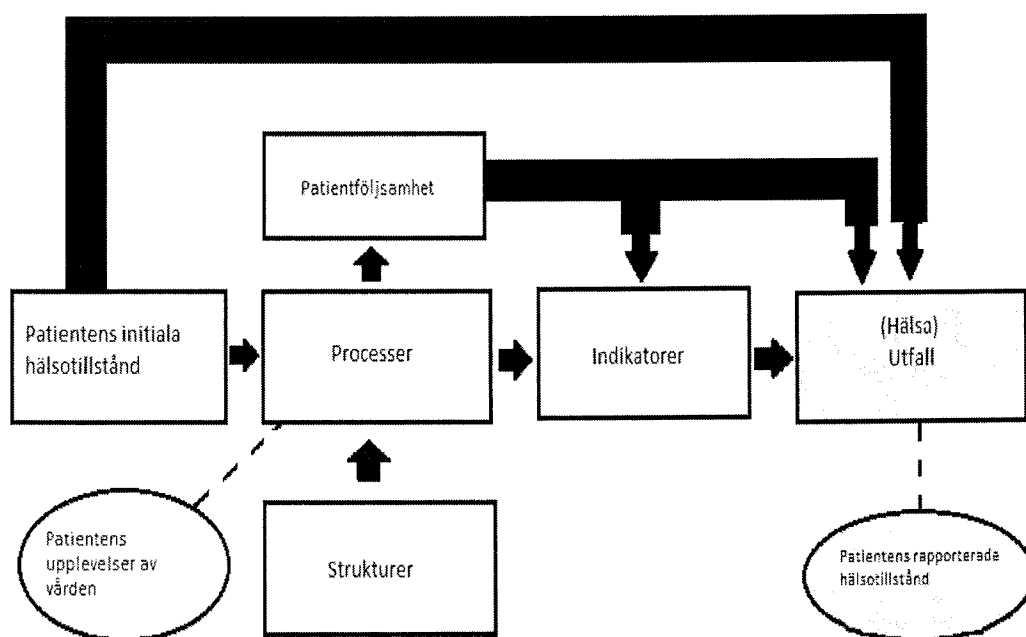 Patientföljsamhet
Patientens initiala
hälsotillstånd
Processer
Indikatorer
(Hälsa)
Utfall
Patientens
upplevelser av
vården
Strukturer
Patientens rapporterade
hälsotillstånd